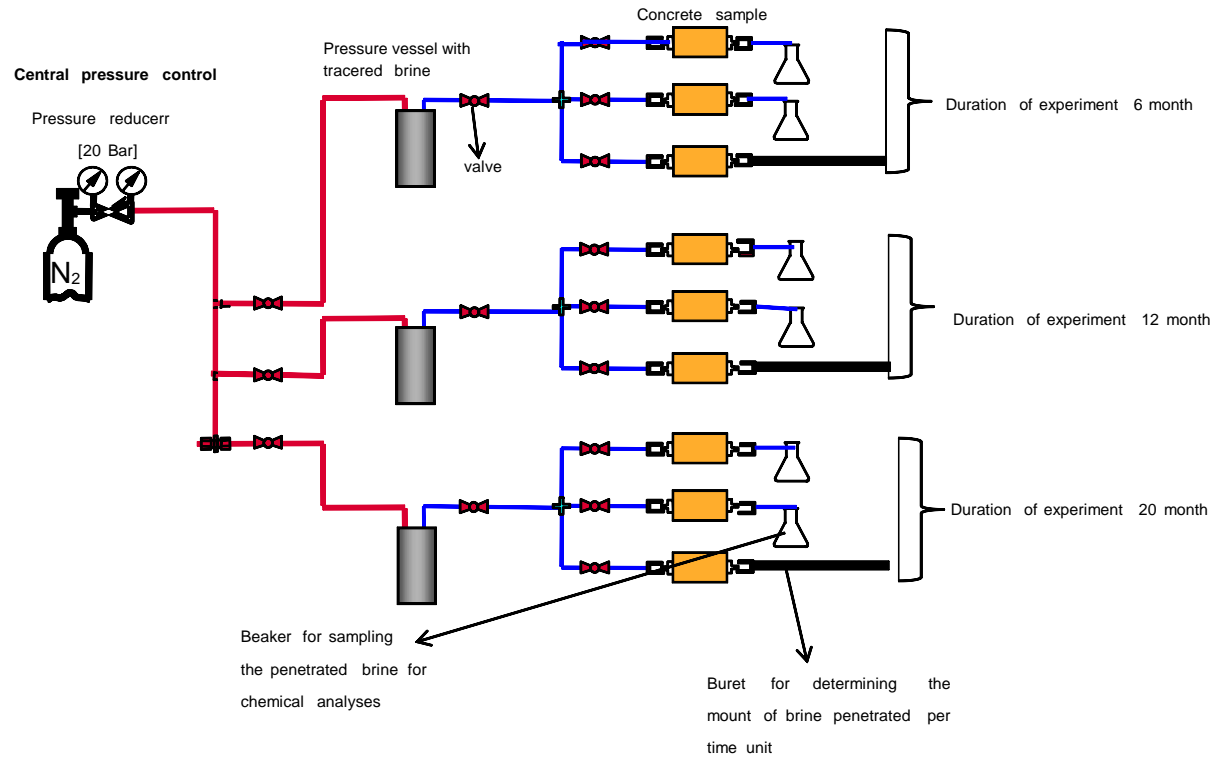 Concrete sample
Pressure vessel with
tracered brine
Central pressure control
Pressure reducerr
[20 Bar]
N2
valve
Duration of experiment 6 month
Duration of experiment 12 month
Duration of experiment 20 month
Beaker for sampling
the penetrated brine for
chemical analyses
Buret for determining the
mount of brine penetrated per
time unit